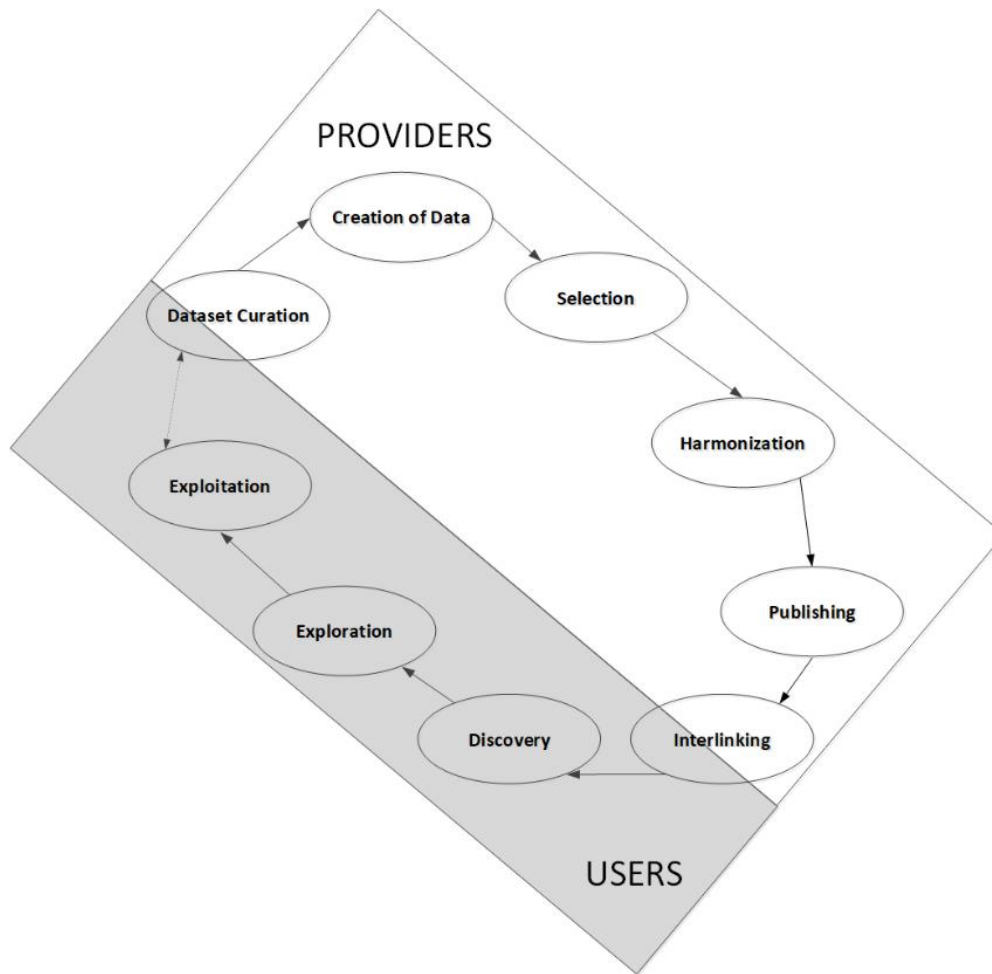 PROVIDERS
Creation of Data
Selection
Dataset Curation
Harmonization
Exploitation
Publishing
Exploration
Discovery
Interlinking
USERS